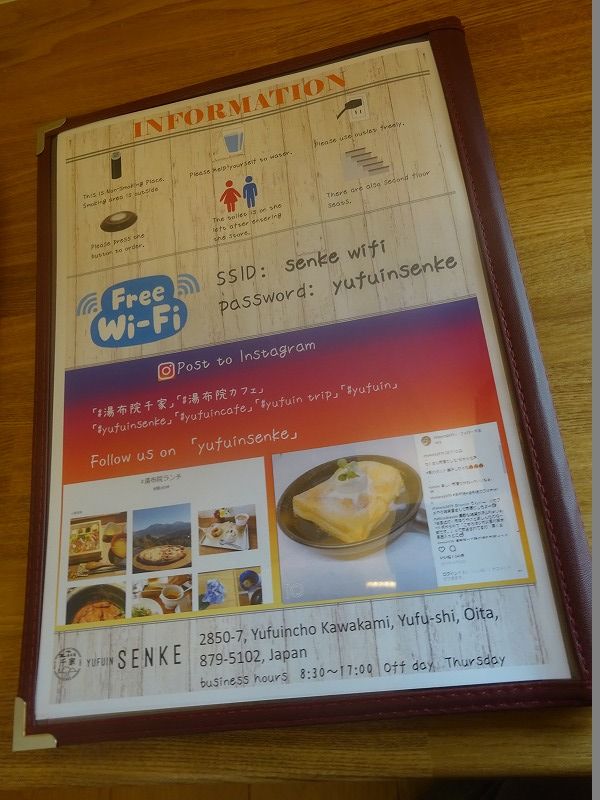 INFORMATION
This is Non-Smoking Place.
Smoking area is outside
Please Help yourself to water.
Please use outlet freely.
Please press the
button to order.
The toilet is on the
left after entering
the store.
There are also second floor
seats.
Free
Wi-Fi
SSID: senke wifi
password: yufuinsenke
Post to Instagram
「#湯布院千家」「#湯布院カフェ」
「#yufuinsenke」「#yufuincafe」「#yufuin trip」「#yufuin」
Follow us on 「yufuinsenke」
#湯布院ランチ
千家
YUFUIN SENKE
2850-7, Yufuincho Kawakami, Yufu-shi, Oita,
879-5102, Japan
business hours 8:30～17:00 Off day Thursday